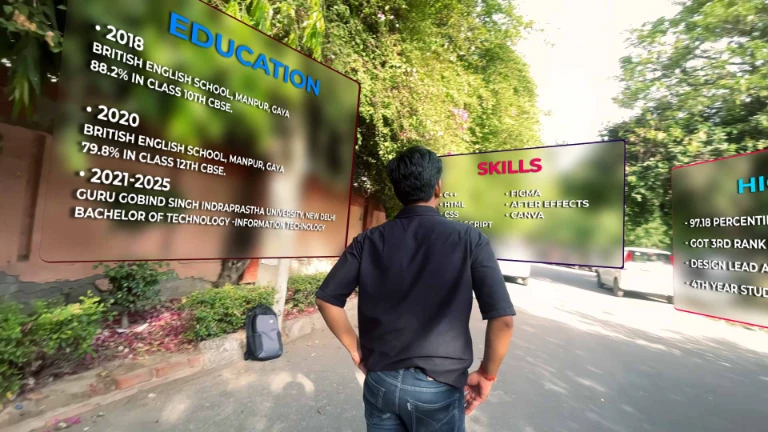 EDUCATION
• 2018
BRITISH ENGLISH SCHOOL, MANPUR, GAYA
88.2% IN CLASS 10TH CBSE.
• 2020
BRITISH ENGLISH SCHOOL, MANPUR, GAYA
79.8% IN CLASS 12TH CBSE.
• 2021-2025
GURU GOBIND SINGH INDRAPRASTHA UNIVERSITY, NEW DELHI
BACHELOR OF TECHNOLOGY -INFORMATION TECHNOLOGY
SKILLS
• C++
• HTML
• CSS
• FIGMA
• AFTER EFFECTS
• CANVA
• 97.18
• GOT 3RD RANK
• DESIGN LEAD
• 4TH YEAR